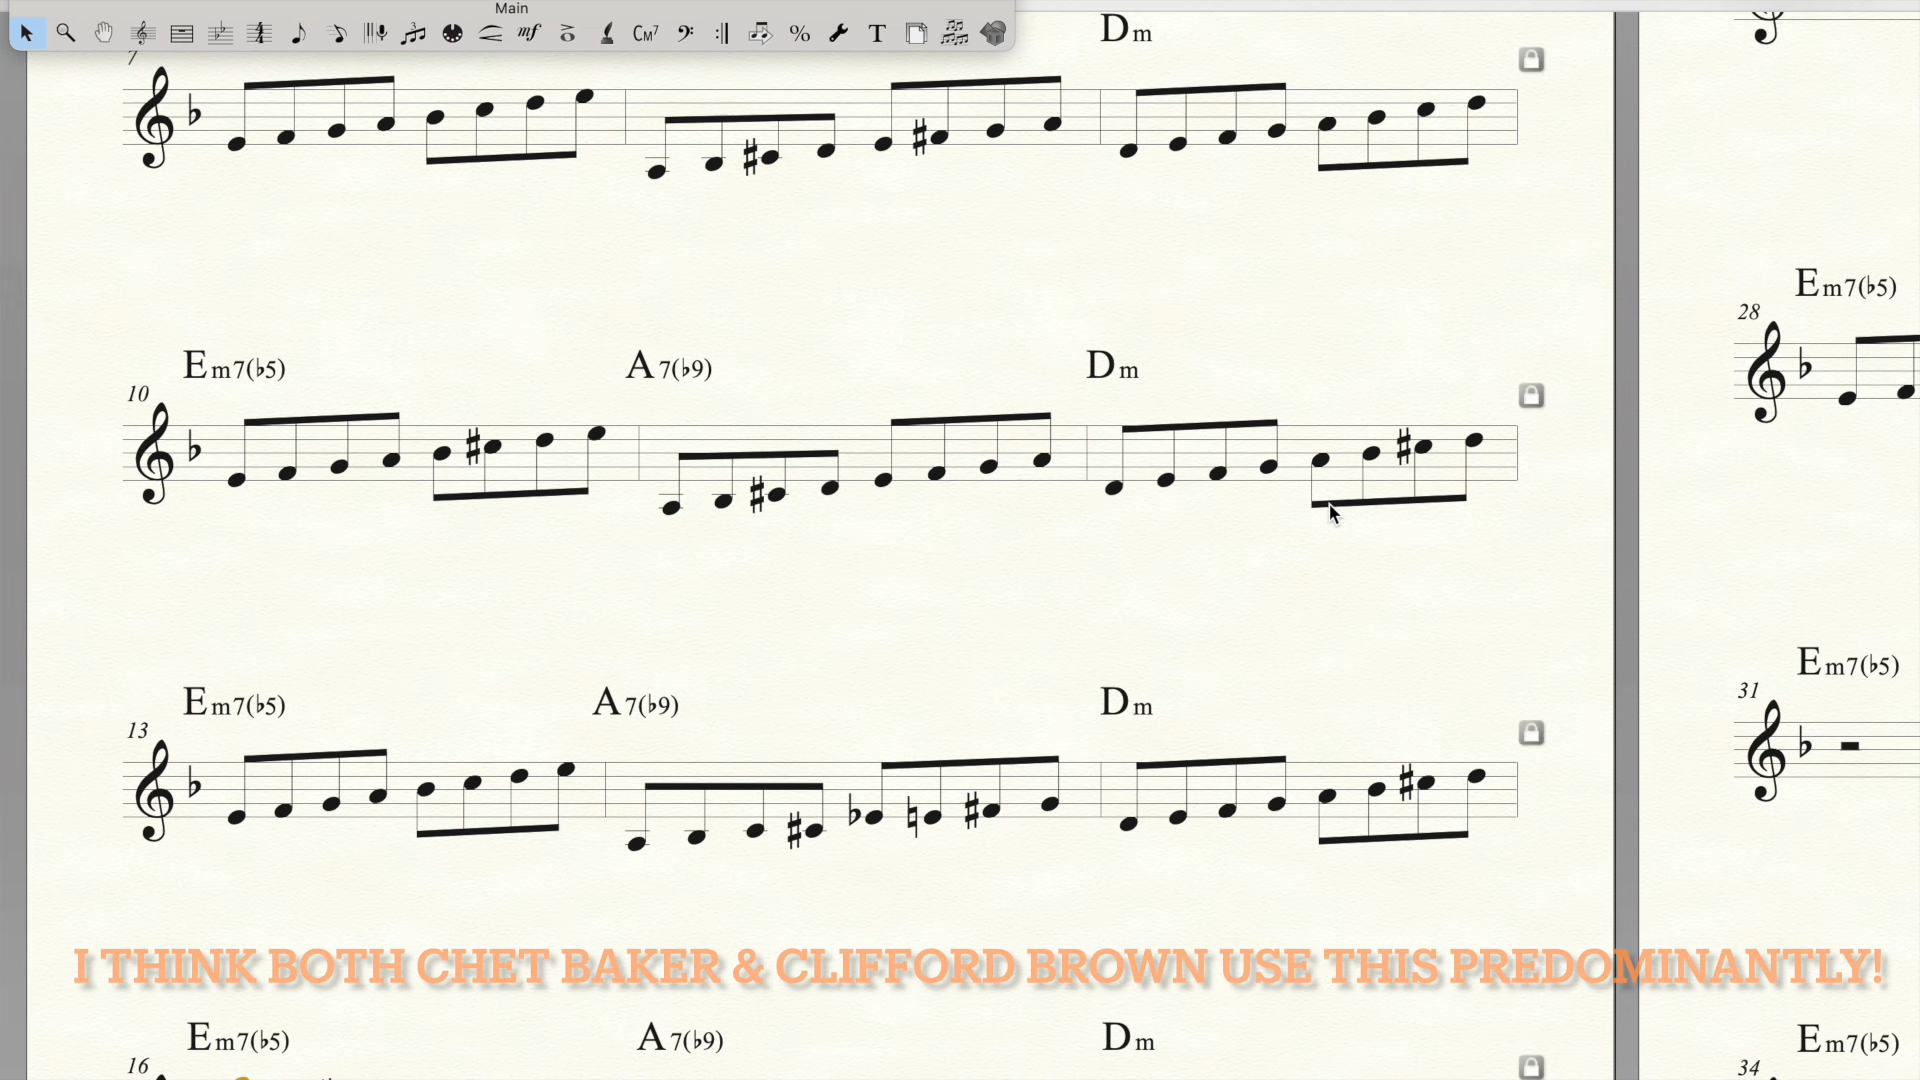 Main
mf
CM7
%
T
Dm
7
Em7(♭5)
28
Em7(♭5) A7(♭9) Dm
10
Em7(♭5)
31
Em7(♭5) A7(♭9) Dm
13
I THINK BOTH CHET BAKER & CLIFFORD BROWN USE THIS PREDOMINANTLY!
Em7(♭5) A7(♭9) Dm
16
Em7(♭5)
34